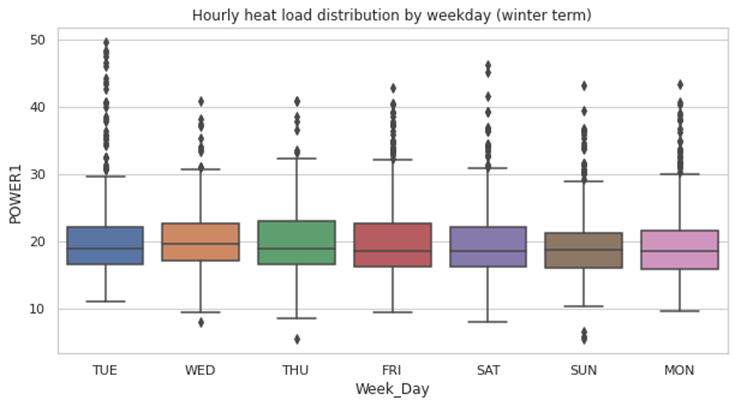 Hourly heat load distribution by weekday (winter term)
50
40
30
20
10
POWER1
TUE WED THU FRI SAT SUN MON
Week_Day